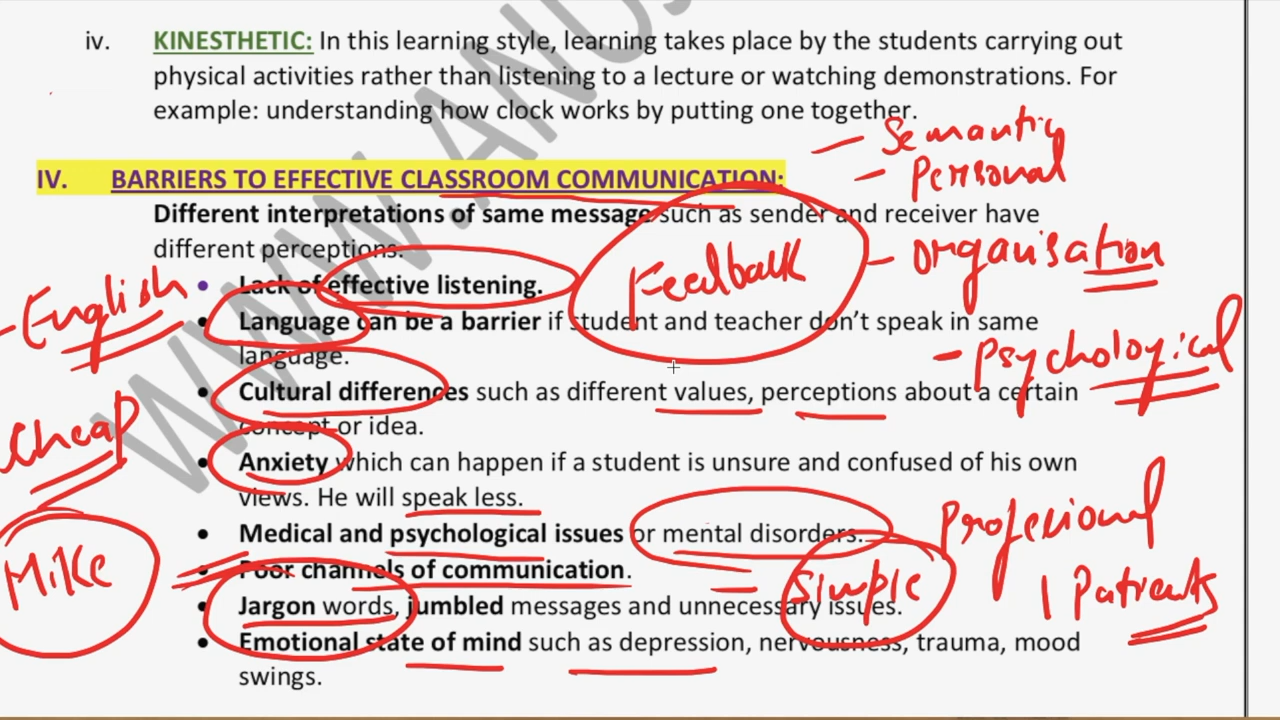 iv. KINESTHETIC: In this learning style, learning takes place by the students carrying out
physical activities rather than listening to a lecture or watching demonstrations. For
example: understanding how clock works by putting one together.
- Semantic
- Personal
IV. BARRIERS TO EFFECTIVE CLASSROOM COMMUNICATION:
Different interpretations of same message such as sender and receiver have
different perceptions.
Feedback
- Organisation
• Lack of effective listening.
- English
• Language can be a barrier if student and teacher don't speak in same
language.
- Psychological
• Cultural differences such as different values, perceptions about a certain
concept or idea.
Cheap
• Anxiety which can happen if a student is unsure and confused of his own
views. He will speak less.
Profesional
• Medical and psychological issues or mental disorders.
Mike
• Poor channels of communication.
Simple
| Patients
• Jargon words, jumbled messages and unnecessary issues.
• Emotional state of mind such as depression, nervousness, trauma, mood
swings.